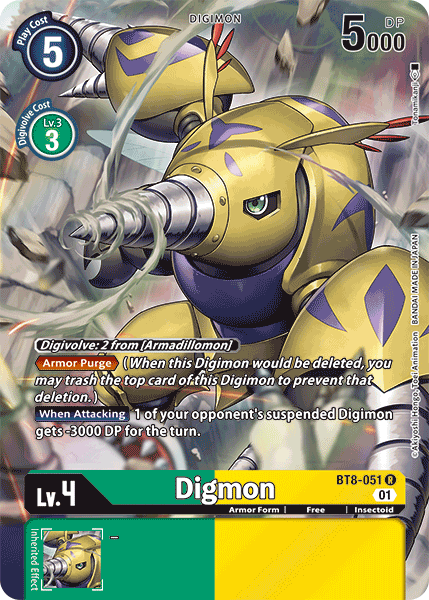 DIGIMON
Play Cost
5
5000
DP
Digivolve Cost
Lv.3
3
Tonamikanji
Digivolve: 2 from [Armadillomon]
Armor Purge (When this Digimon would be deleted, you
may trash the top card of this Digimon to prevent that
deletion.)
When Attacking 1 of your opponent's suspended Digimon
gets -3000 DP for the turn.
©Akiyoshi Hongo, Toei Animation BANDAI MADE IN JAPAN
Lv.4
Digmon
BT8-051 R
01
Armor Form | Free | Insectoid
Inherited Effect
-